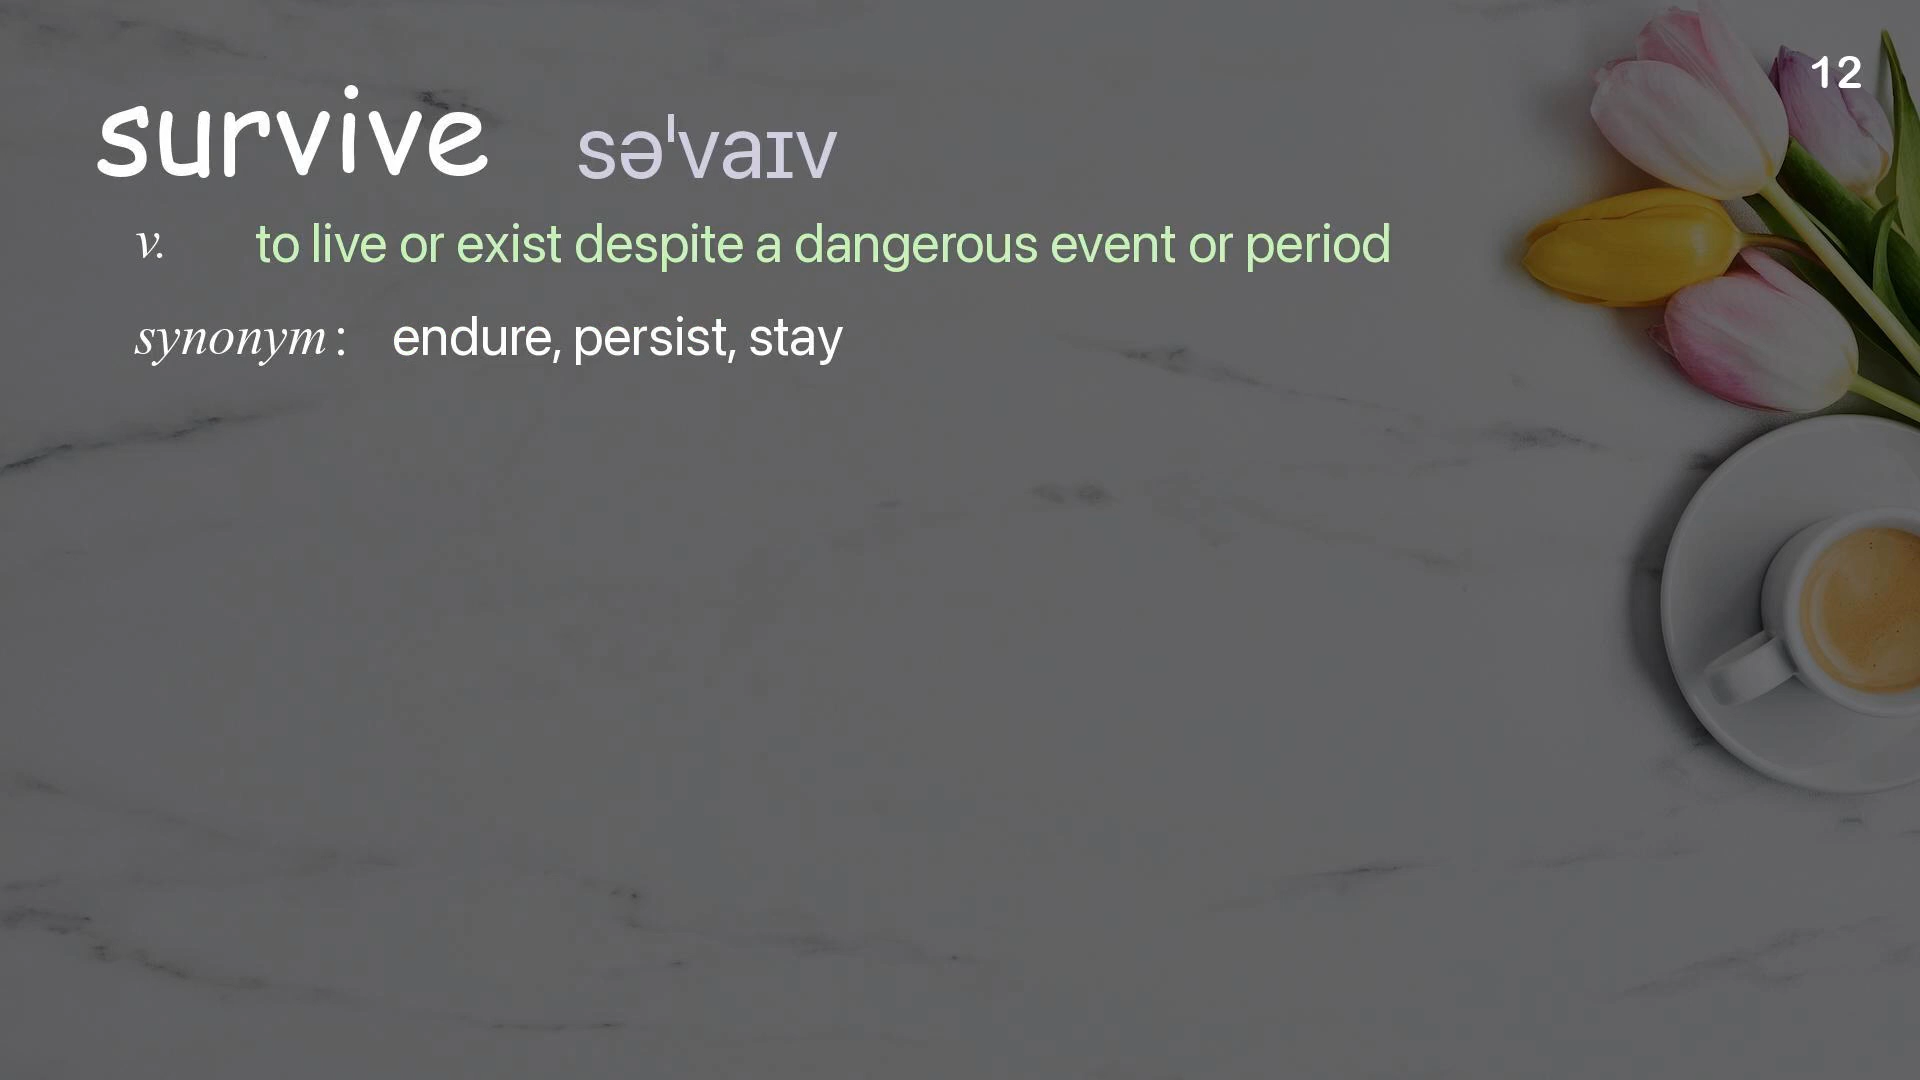 12
survive səˈvaɪv
v. to live or exist despite a dangerous event or period
synonym : endure, persist, stay